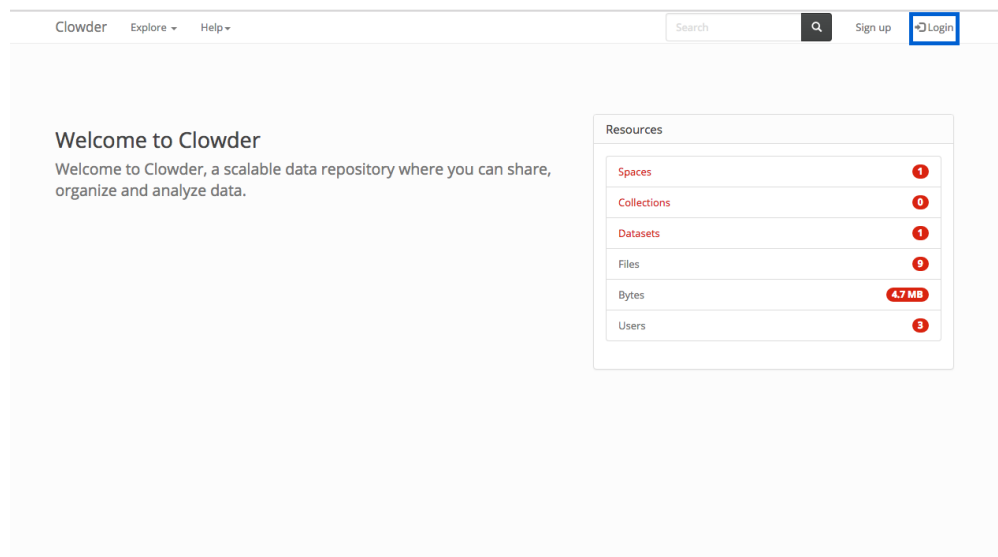 Clowder Explore Help Search Sign up Login
Welcome to Clowder
Welcome to Clowder, a scalable data repository where you can share,
organize and analyze data.
Resources
Spaces 1
Collections 0
Datasets 1
Files 9
Bytes 4.7 MB
Users 3